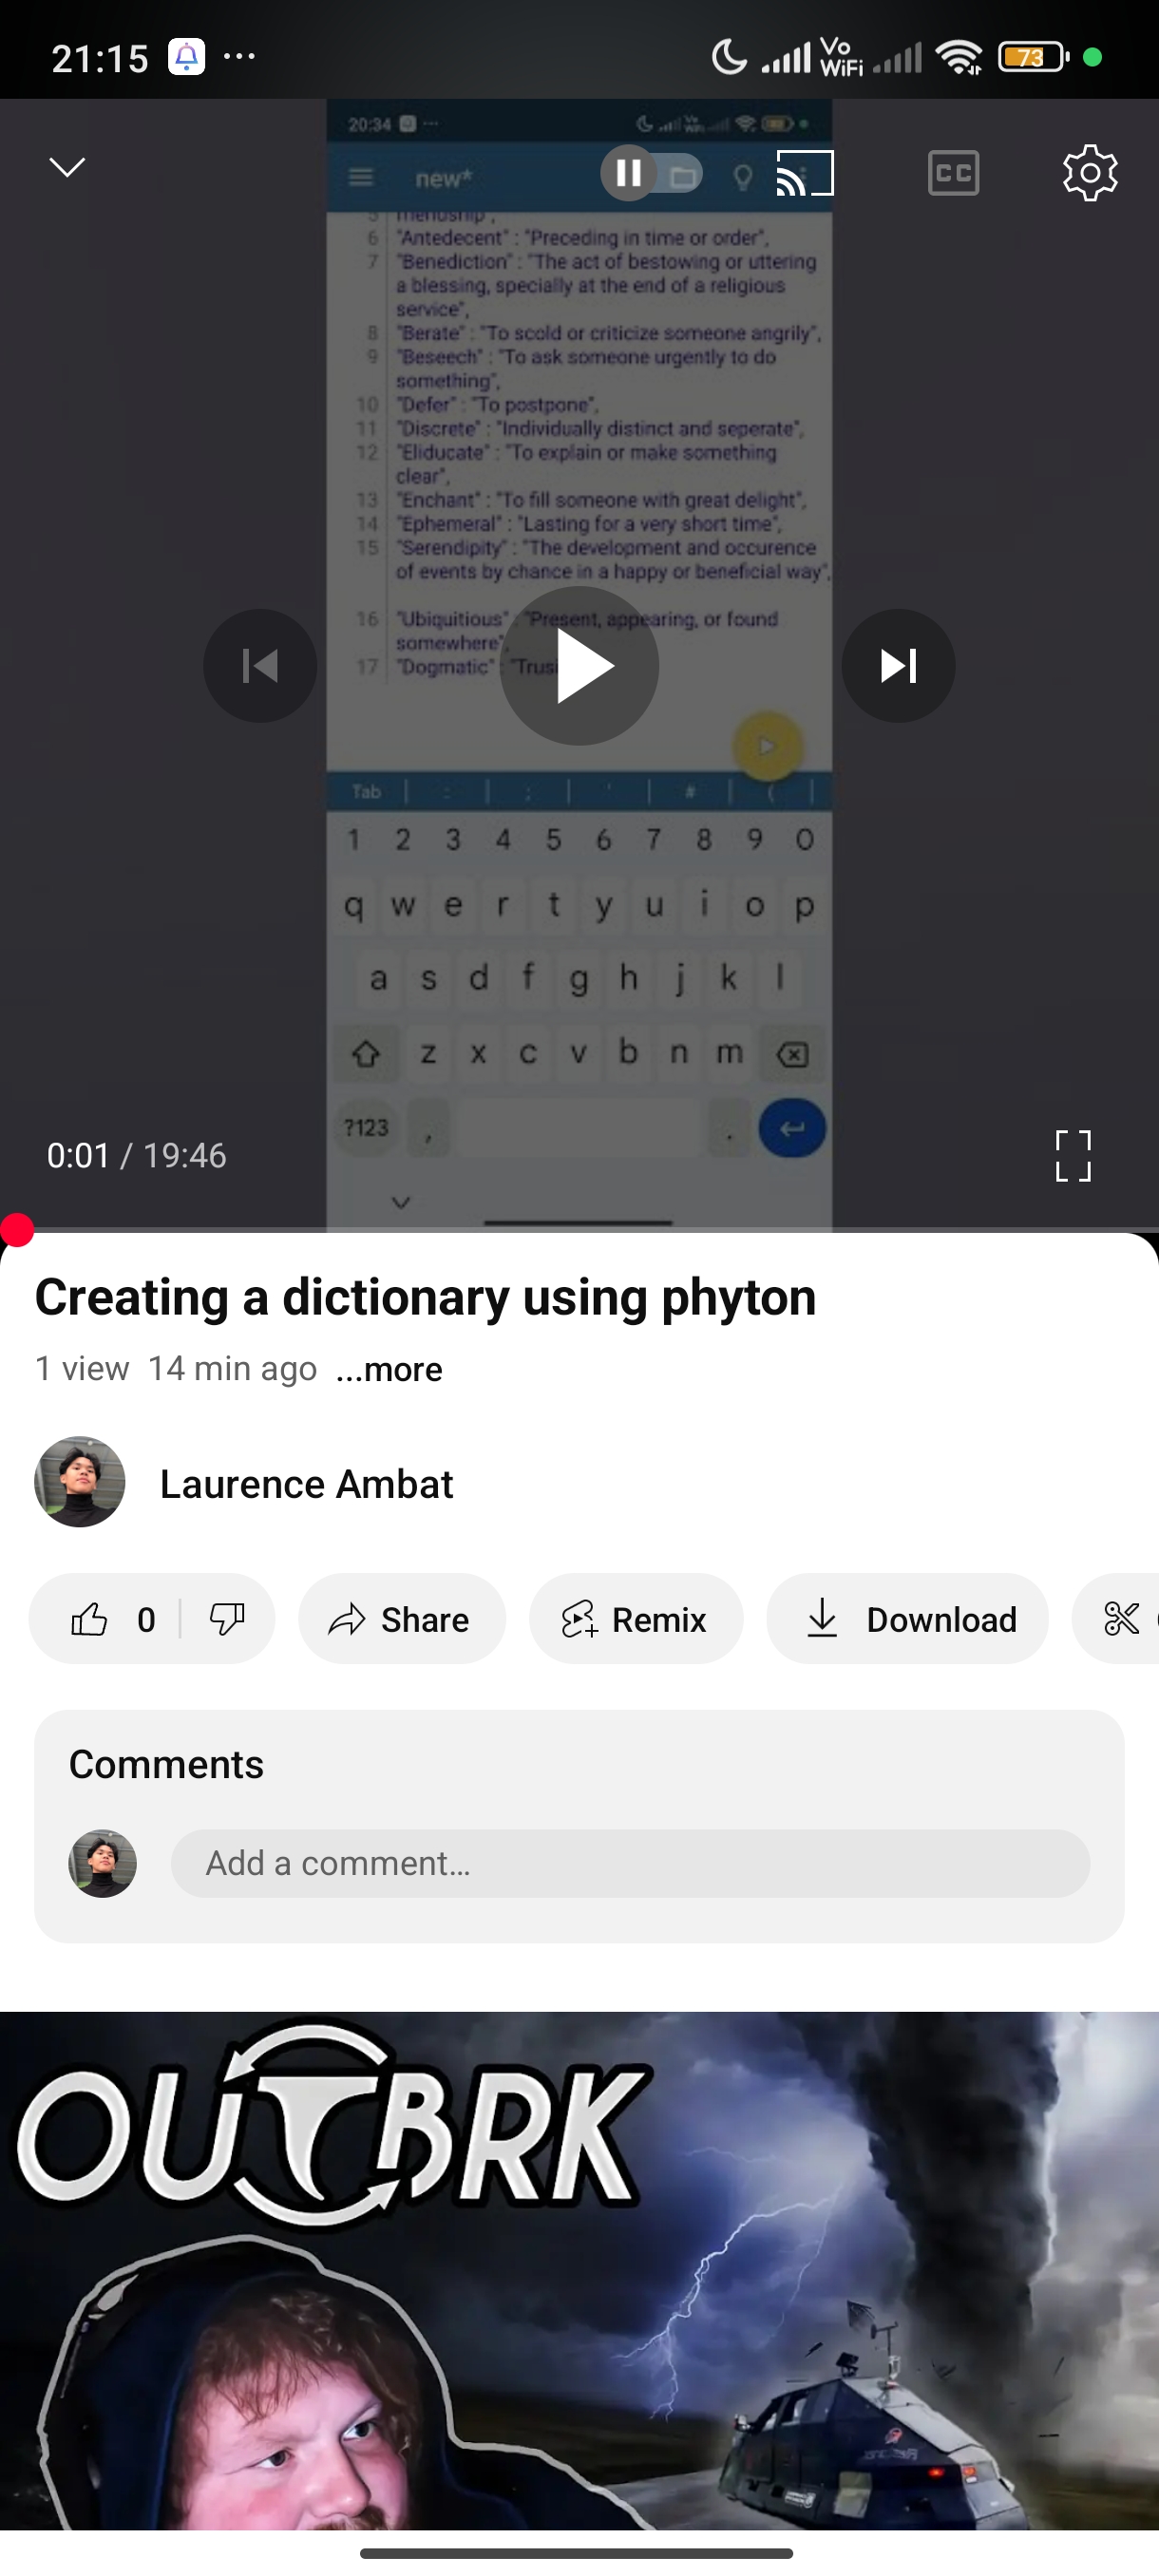 21:15
Vo
WiFi
73
20:34
new*
CC
5 friendship",
6 "Antedecent" : "Preceding in time or order",
7 "Benediction" : "The act of bestowing or uttering
a blessing, specially at the end of a religious
service",
8 "Berate" : "To scold or criticize someone angrily",
9 "Beseech" : "To ask someone urgently to do
something",
10 "Defer" : "To postpone",
11 "Discrete" : "Individually distinct and seperate",
12 "Eliducate" : "To explain or make something
clear",
13 "Enchant" : "To fill someone with great delight",
14 "Ephemeral" : "Lasting for a very short time",
15 "Serendipity" : "The development and occurence
of events by chance in a happy or beneficial way",
16 "Ubiquitious" : "Present, appearing, or found
somewhere"
17 "Dogmatic" : "Trusi
Tab : ; ' # (
1 2 3 4 5 6 7 8 9 0
q w e r t y u i o p
a s d f g h j k l
z x c v b n m
?123 , .
0:01 / 19:46
Creating a dictionary using phyton
1 view 14 min ago ...more
Laurence Ambat
0 Share Remix Download
Comments
Add a comment...
OUTBRK